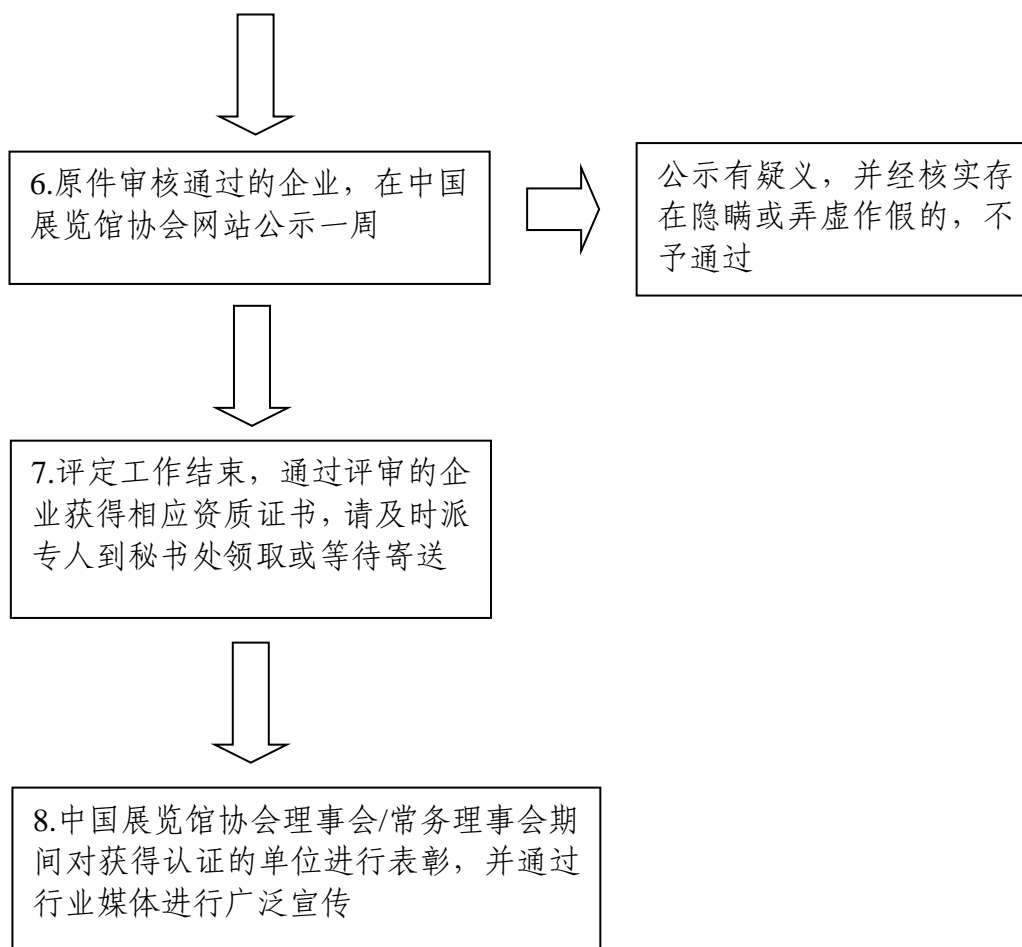 6.原件审核通过的企业，在中国
展览馆协会网站公示一周
公示有疑义，并经核实存
在隐瞒或弄虚作假的，不
予通过
7.评定工作结束，通过评审的企
业获得相应资质证书，请及时派
专人到秘书处领取或等待寄送
8.中国展览馆协会理事会/常务理事会期
间对获得认证的单位进行表彰，并通过
行业媒体进行广泛宣传